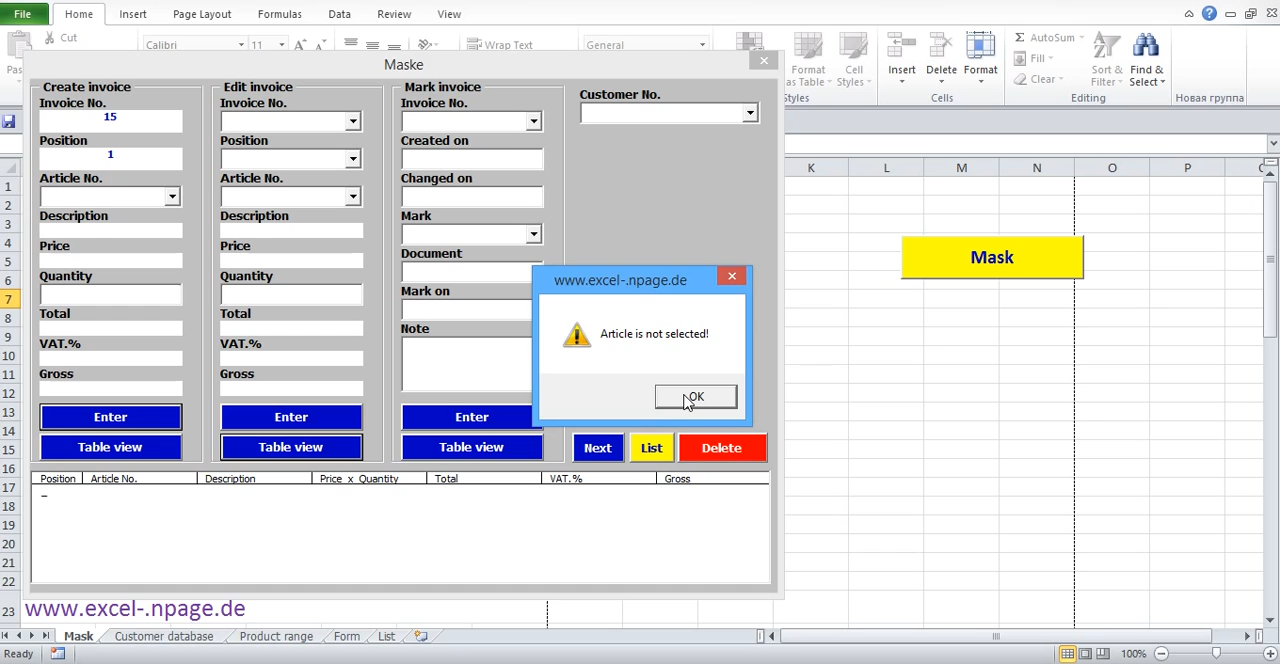 File Home Insert Page Layout Formulas Data Review View
Cut
Calibri 11 Wrap Text General
Format as Table Cell Styles
Insert Delete Format
AutoSum
Fill
Clear
Sort & Filter Find & Select
Styles Cells Editing Новая группа
Maske
Create invoice
Invoice No.
15
Position
1
Article No.
Description
Price
Quantity
Total
VAT.%
Gross
Enter
Table view
Edit invoice
Invoice No.
Position
Article No.
Description
Price
Quantity
Total
VAT.%
Gross
Enter
Table view
Mark invoice
Invoice No.
Created on
Changed on
Mark
Document
Mark on
Note
Enter
Table view
Customer No.
www.excel-.npage.de
Article is not selected!
OK
Next List Delete
Position Article No. Description Price x Quantity Total VAT.% Gross
www.excel-.npage.de
K L M N O P
1
2
3
4
5
6
7
8
9
10
11
12
13
14
15
16
17
18
19
20
21
22
23
Mask
Mask Customer database Product range Form List
Ready 100%